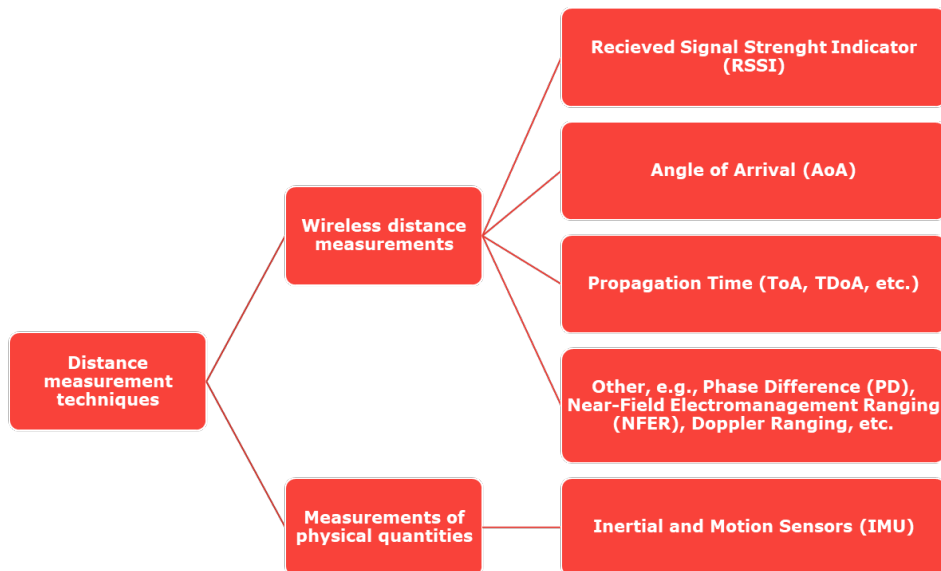 Distance
measurement
techniques
Wireless distance
measurements
Recieved Signal Strenght Indicator
(RSSI)
Angle of Arrival (AoA)
Propagation Time (ToA, TDoA, etc.)
Other, e.g., Phase Difference (PD),
Near-Field Electromanagement Ranging
(NFER), Doppler Ranging, etc.
Measurements of
physical quantities
Inertial and Motion Sensors (IMU)